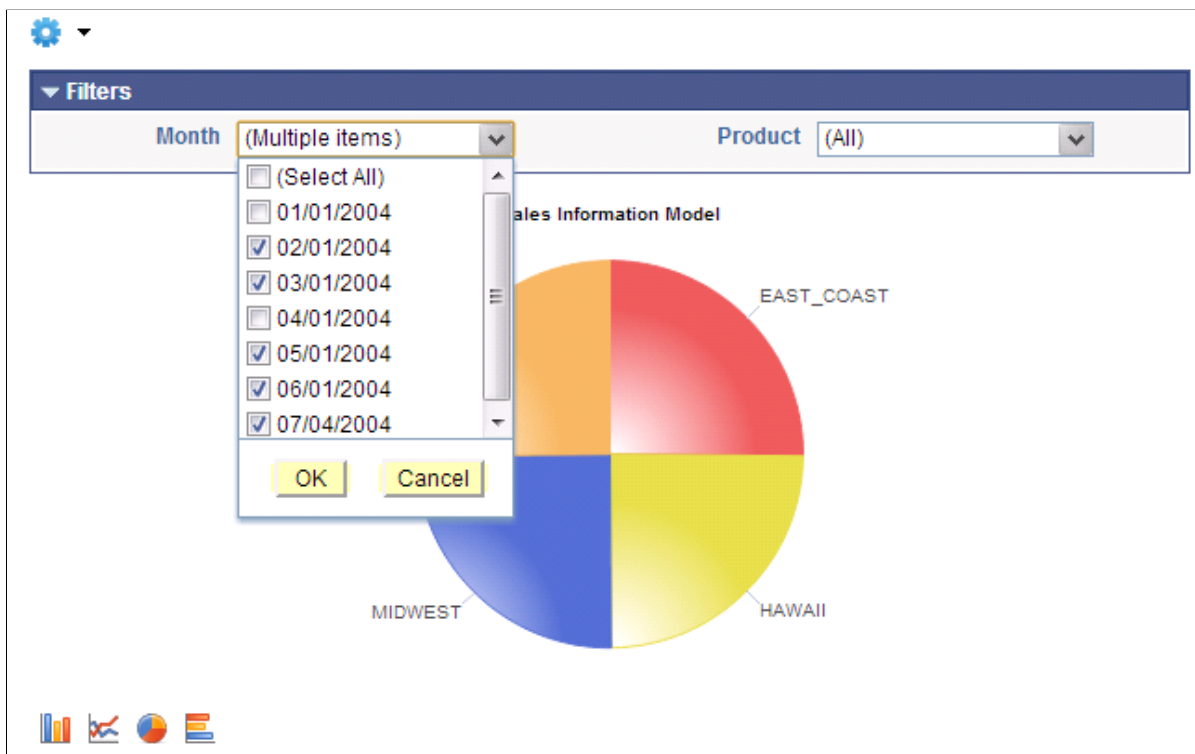 Filters
Month (Multiple items) Product (All)
(Select All)
01/01/2004
ales Information Model
02/01/2004
03/01/2004
EAST_COAST
04/01/2004
05/01/2004
06/01/2004
07/04/2004
OK Cancel
MIDWEST
HAWAII